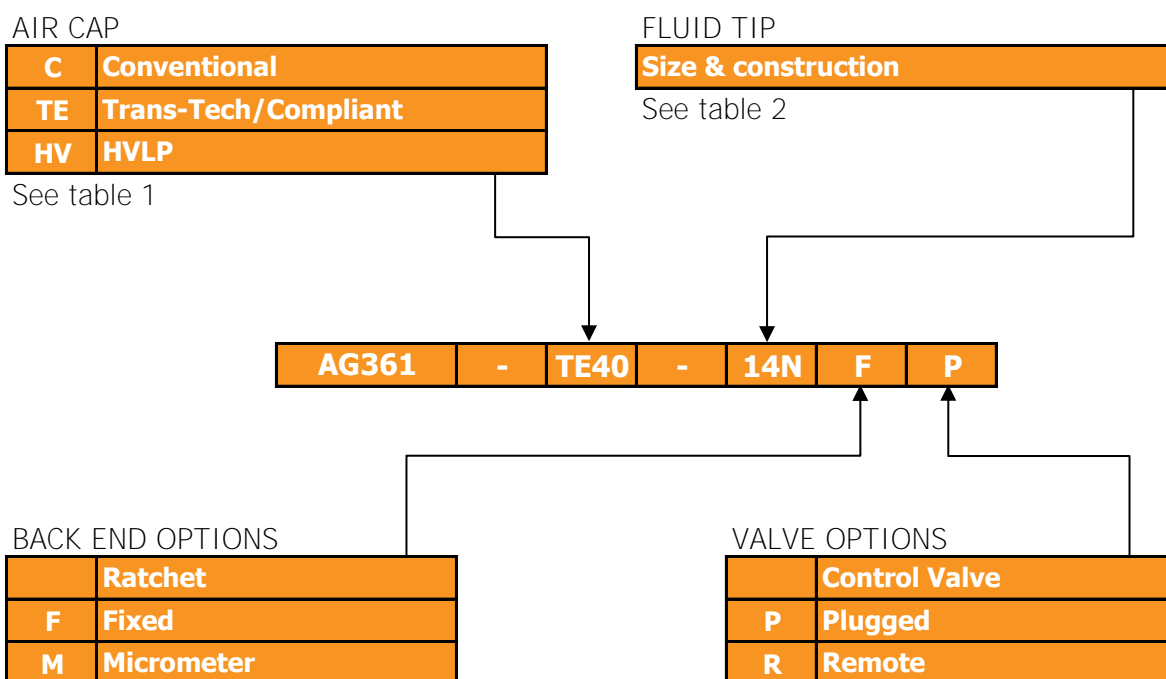 AIR CAP
C Conventional
TE Trans-Tech/Compliant
HV HVLP
See table 1
FLUID TIP
Size & construction
See table 2
AG361 - TE40 - 14N F P
BACK END OPTIONS
Ratchet
F Fixed
M Micrometer
VALVE OPTIONS
Control Valve
P Plugged
R Remote